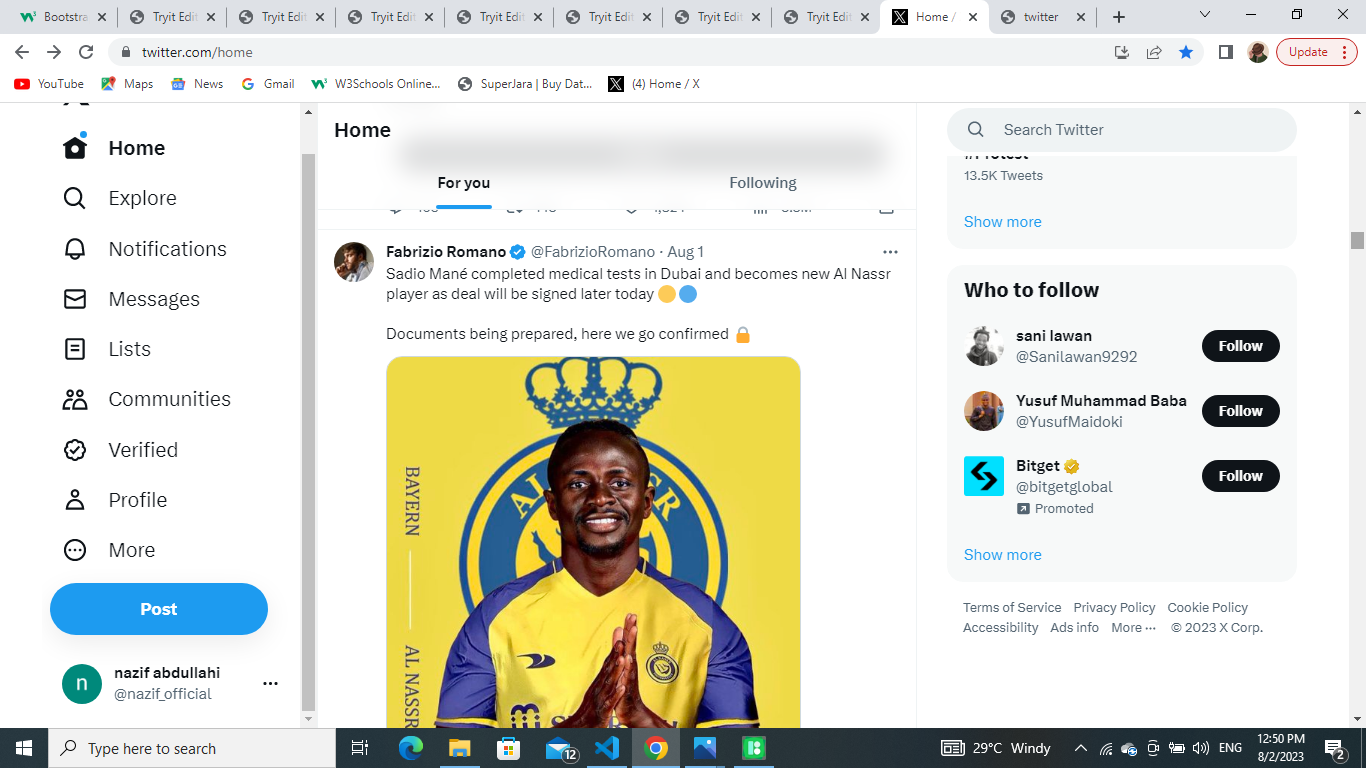 Bootstra
Tryit Edit
Tryit Edit
Tryit Edit
Tryit Edit
Tryit Edit
Tryit Edit
Tryit Edit
Home /
twitter
twitter.com/home
Update
YouTube
Maps
News
Gmail
W3Schools Online...
SuperJara | Buy Dat...
(4) Home / X
Home
Explore
Notifications
Messages
Lists
Communities
Verified
Profile
More
Post
nazif abdullahi
@nazif_official
Home
For you
Following
Fabrizio Romano @FabrizioRomano · Aug 1
Sadio Mané completed medical tests in Dubai and becomes new Al Nassr
player as deal will be signed later today
Documents being prepared, here we go confirmed
BAYERN
AL NASSR
Search Twitter
#Protest
13.5K Tweets
Show more
Who to follow
sani lawan
@Sanilawan9292
Follow
Yusuf Muhammad Baba
@YusufMaidoki
Follow
Bitget
@bitgetglobal
Promoted
Follow
Show more
Terms of Service Privacy Policy Cookie Policy
Accessibility Ads info More ··· © 2023 X Corp.
Type here to search
12
29°C Windy
ENG
12:50 PM
8/2/2023
2